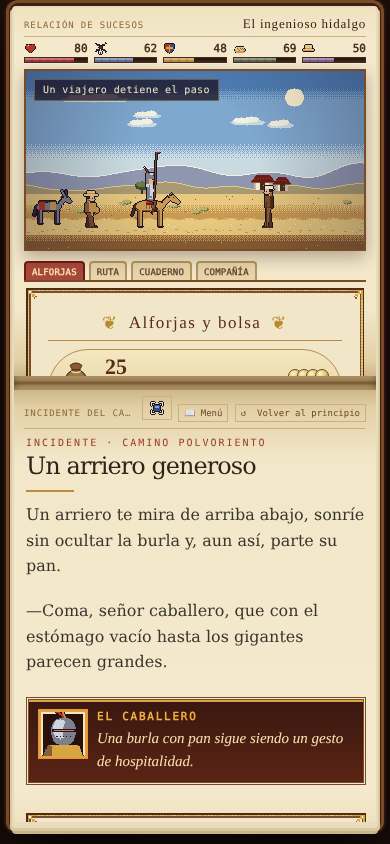 RELACIÓN DE SUCESOS
El ingenioso hidalgo
80 62 48 69 50
Un viajero detiene el paso
ALFORJAS RUTA CUADERNO COMPAÑÍA
Alforjas y bolsa
25
INCIDENTE DEL CA…
Menú
↺ Volver al principio
INCIDENTE · CAMINO POLVORIENTO
Un arriero generoso
Un arriero te mira de arriba abajo, sonríe
sin ocultar la burla y, aun así, parte su
pan.
—Coma, señor caballero, que con el
estómago vacío hasta los gigantes
parecen grandes.
EL CABALLERO
Una burla con pan sigue siendo un gesto
de hospitalidad.